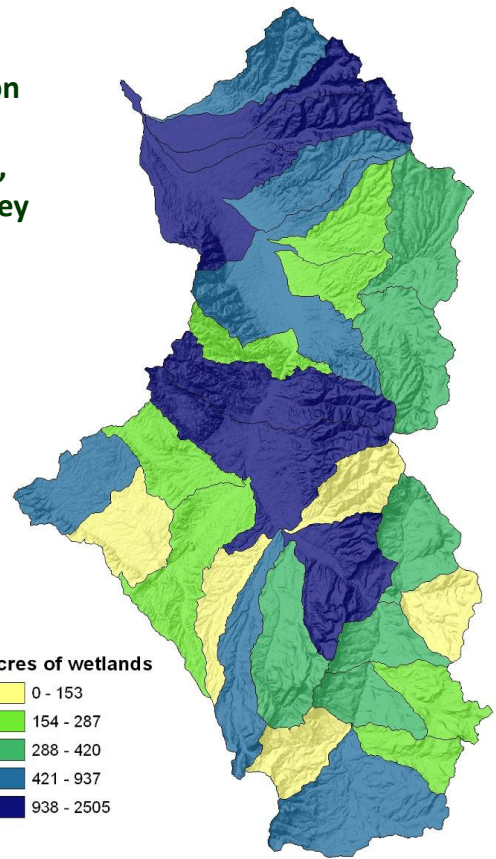 on
,
ey
cres of wetlands
0 - 153
154 - 287
288 - 420
421 - 937
938 - 2505